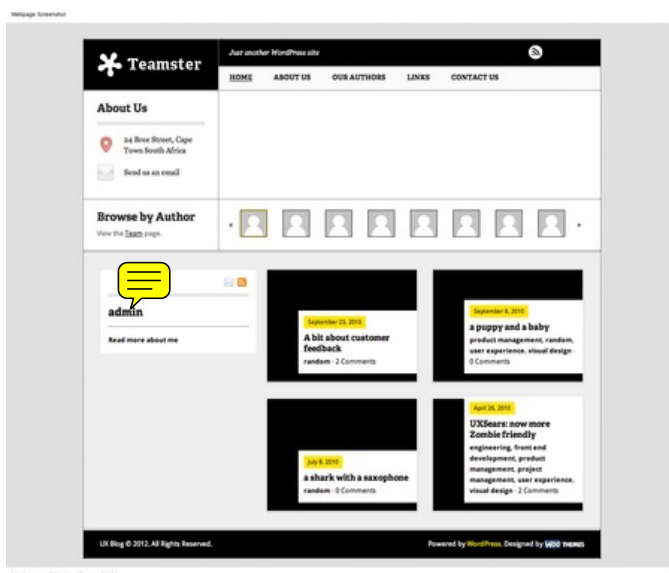 Webpage Screenshot
Teamster
Just another WordPress site
HOME ABOUT US OUR AUTHORS LINKS CONTACT US
About Us
24 Bree Street, Cape
Town South Africa
Send us an email
Browse by Author
View the Team page.
admin
Read more about me
September 23, 2010
A bit about customer
feedback
random - 2 Comments
September 8, 2010
a puppy and a baby
product management, random,
user experience, visual design -
0 Comments
July 8, 2010
a shark with a saxophone
random - 0 Comments
April 26, 2010
UXSears: now more
Zombie friendly
engineering, front end
development, product
management, project
management, user experience,
visual design - 2 Comments
UX Blog © 2012. All Rights Reserved.
Powered by WordPress. Designed by WOO THEMES